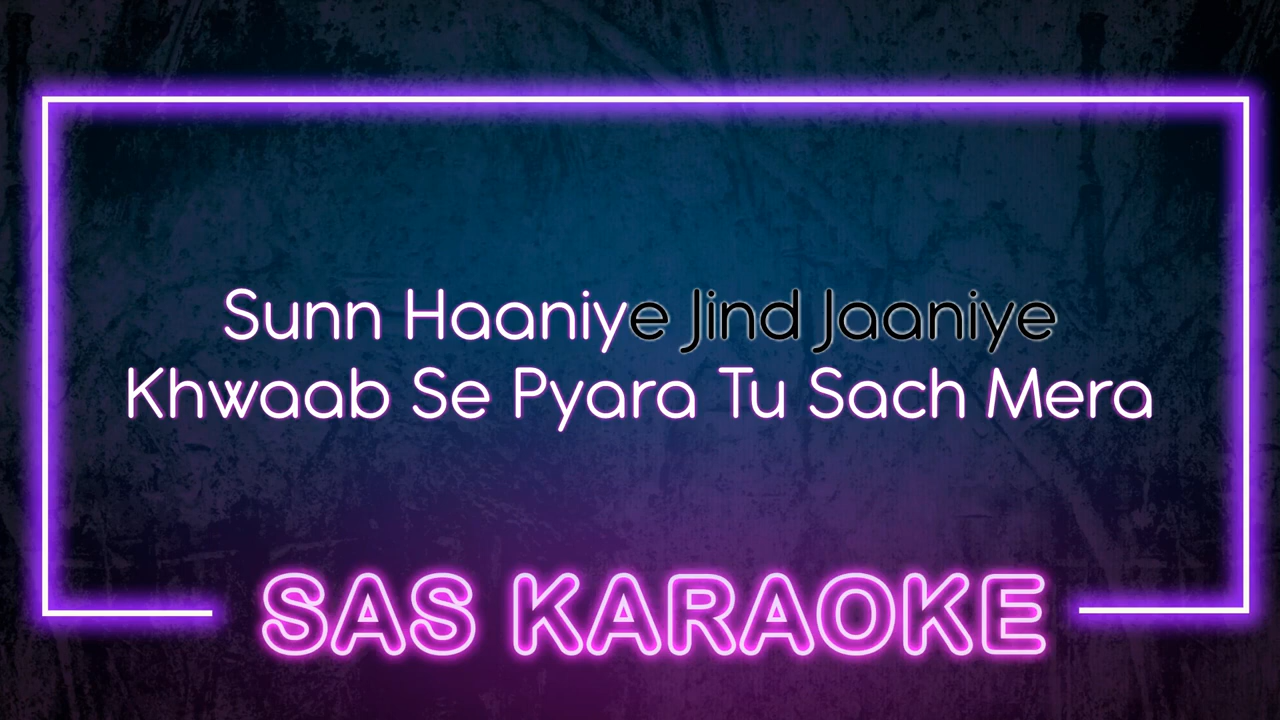 Sunn Haaniye Jind Jaaniye
Khwaab Se Pyara Tu Sach Mera
SAS KARAOKE